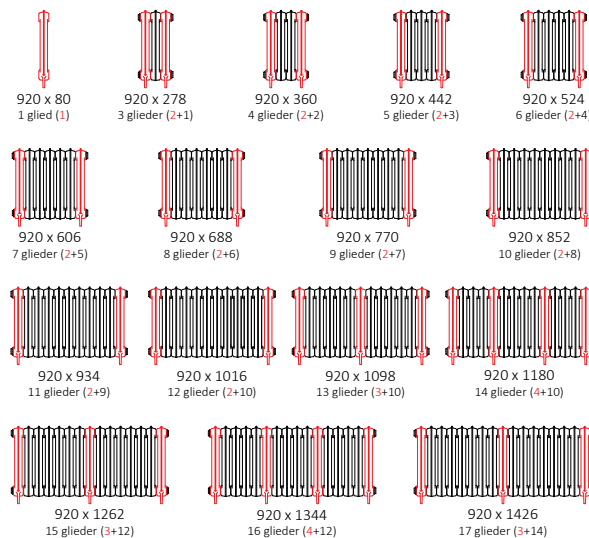 920 x 80
1 glied (1)
920 x 278
3 glieder (2+1)
920 x 360
4 glieder (2+2)
920 x 442
5 glieder (2+3)
920 x 524
6 glieder (2+4)
920 x 606
7 glieder (2+5)
920 x 688
8 glieder (2+6)
920 x 770
9 glieder (2+7)
920 x 852
10 glieder (2+8)
920 x 934
11 glieder (2+9)
920 x 1016
12 glieder (2+10)
920 x 1098
13 glieder (3+10)
920 x 1180
14 glieder (4+10)
920 x 1262
15 glieder (3+12)
920 x 1344
16 glieder (4+12)
920 x 1426
17 glieder (3+14)